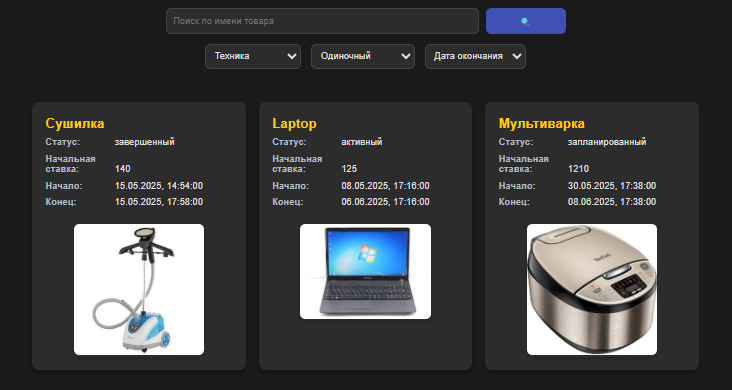 Поиск по имени товара
Техника Одиночный Дата окончания
Сушилка
Статус: завершенный
Начальная
ставка: 140
Начало: 15.05.2025, 14:54:00
Конец: 15.05.2025, 17:58:00
Laptop
Статус: активный
Начальная
ставка: 125
Начало: 08.05.2025, 17:16:00
Конец: 06.06.2025, 17:16:00
Мультиварка
Статус: запланированный
Начальная
ставка: 1210
Начало: 30.05.2025, 17:38:00
Конец: 08.06.2025, 17:38:00
Tefal